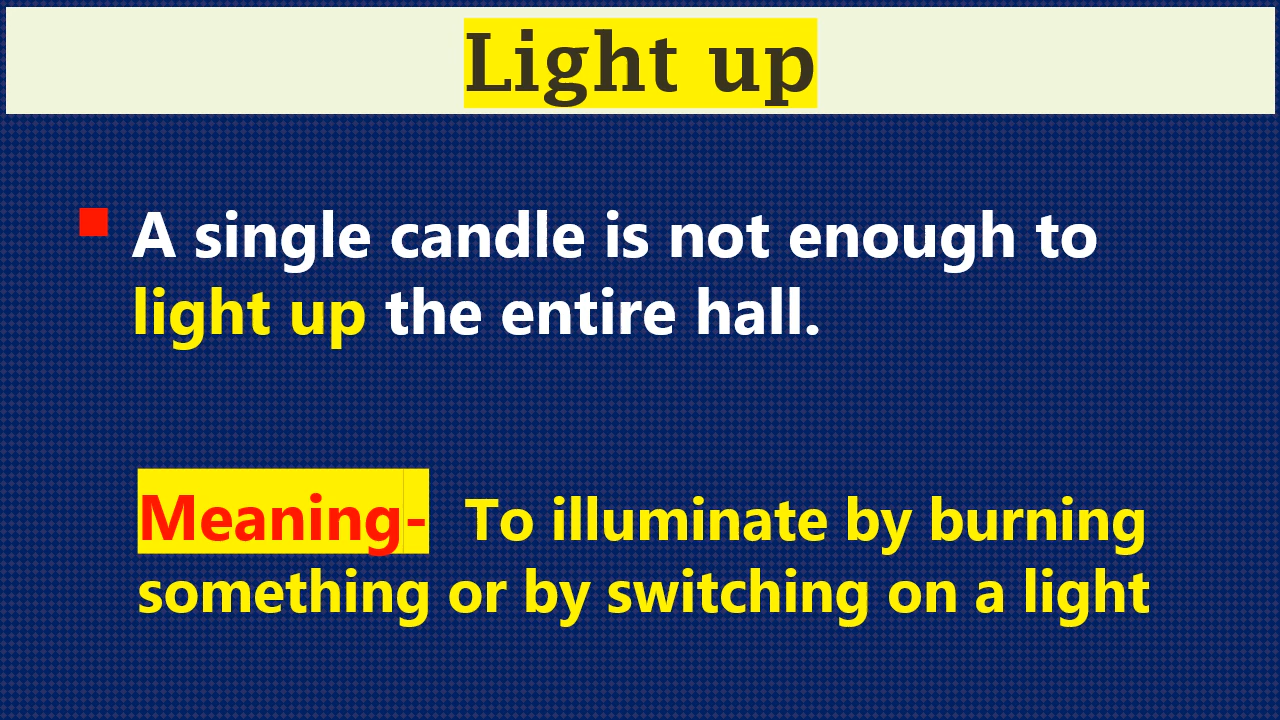 Light up
A single candle is not enough to
light up the entire hall.
Meaning- To illuminate by burning
something or by switching on a light